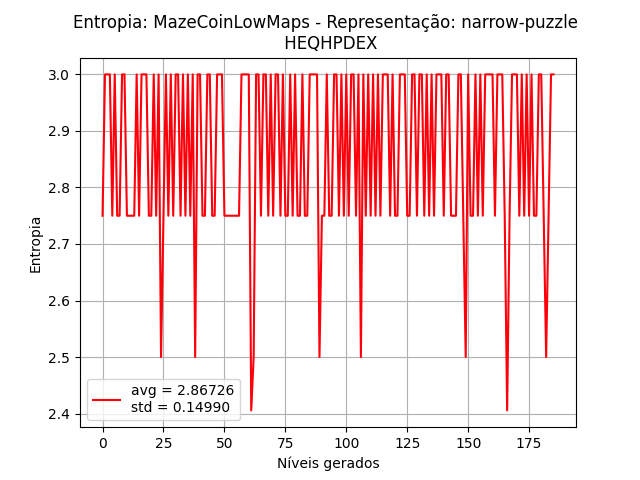 Entropia: MazeCoinLowMaps - Representação: narrow-puzzle
HEQHPDEX
3.0
2.9
2.8
2.7
2.6
2.5
2.4
Entropia
avg = 2.86726
std = 0.14990
0 25 50 75 100 125 150 175
Níveis gerados